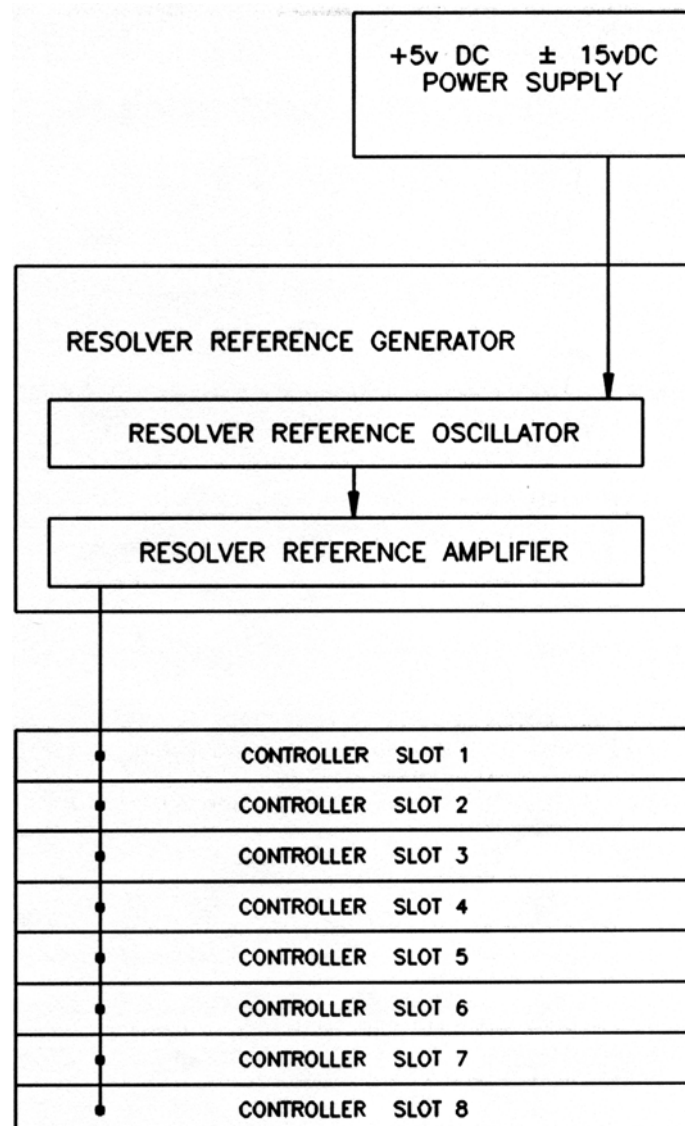 +5v DC ± 15vDC
POWER SUPPLY
RESOLVER REFERENCE GENERATOR
RESOLVER REFERENCE OSCILLATOR
RESOLVER REFERENCE AMPLIFIER
CONTROLLER SLOT 1
CONTROLLER SLOT 2
CONTROLLER SLOT 3
CONTROLLER SLOT 4
CONTROLLER SLOT 5
CONTROLLER SLOT 6
CONTROLLER SLOT 7
CONTROLLER SLOT 8